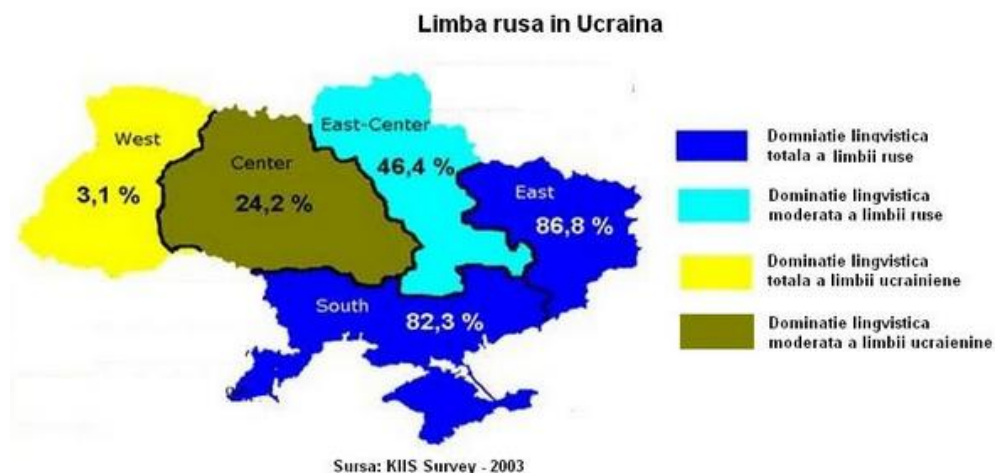 Limba rusa in Ucraina
West
3,1 %
Center
24,2 %
East-Center
46,4 %
East
86,8 %
South
82,3 %
Domniatie lingvistica
totala a limbii ruse
Dominatie lingvistica
moderata a limbii ruse
Dominatie lingvistica
totala a limbii ucrainiene
Dominatie lingvistica
moderata a limbii ucraienine
Sursa: KIIS Survey - 2003